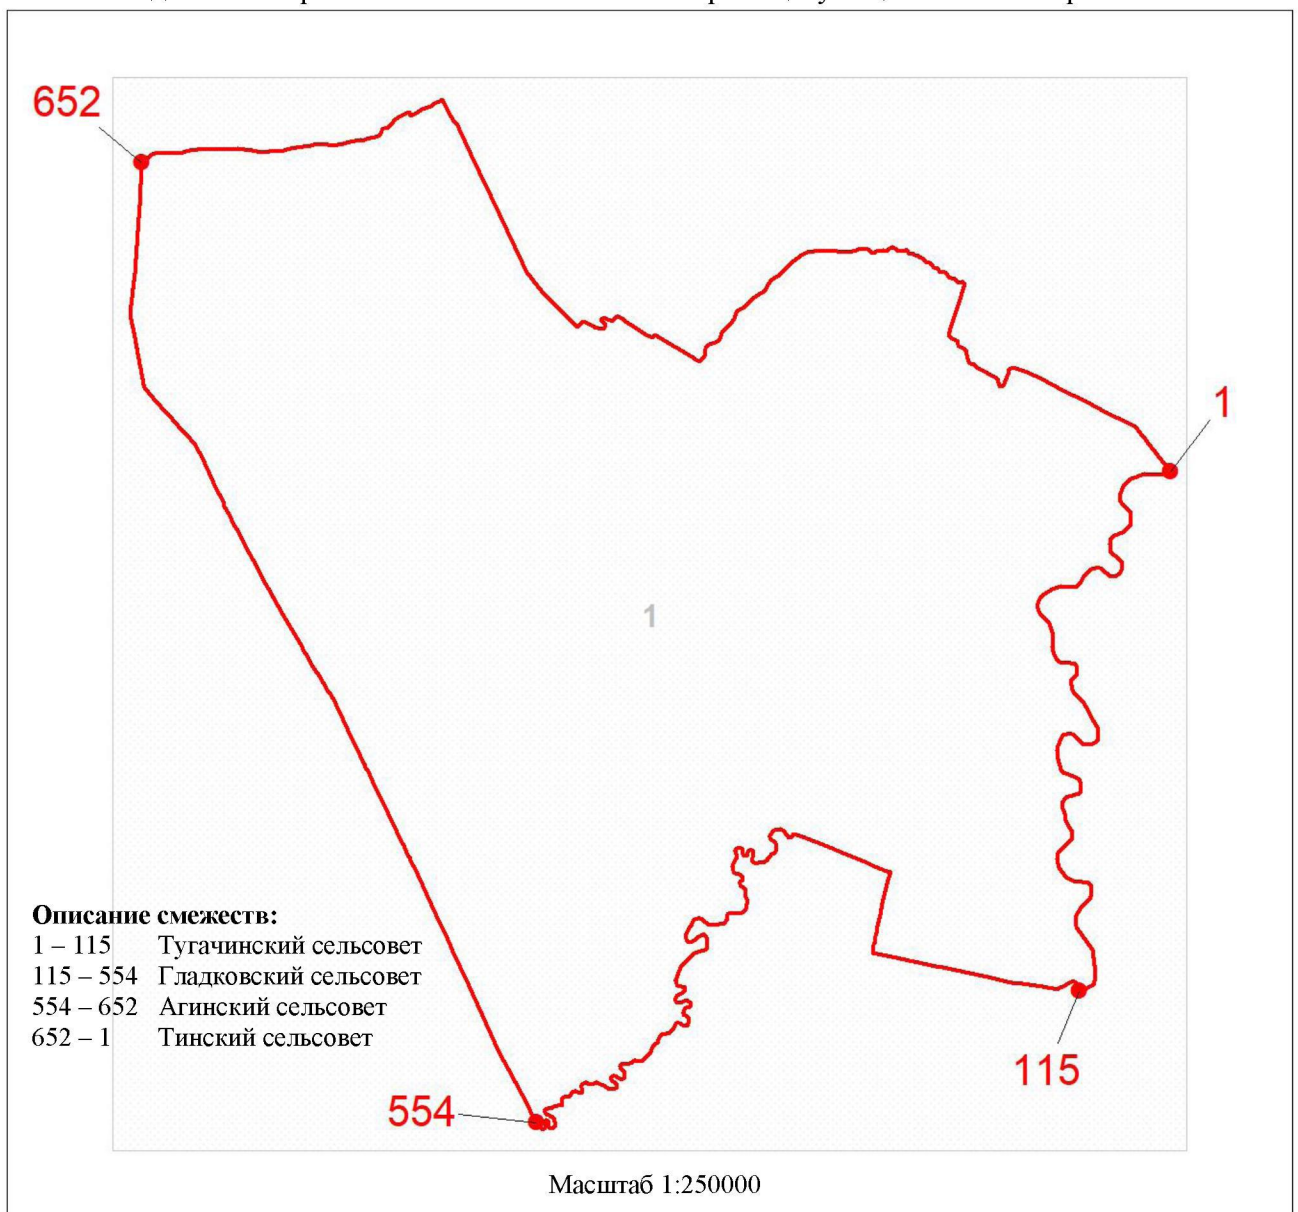 652
1
1
Описание смежеств:
1 – 115 Тугачинский сельсовет
115 – 554 Гладковский сельсовет
554 – 652 Агинский сельсовет
652 – 1 Тинский сельсовет
115
554
Масштаб 1:250000